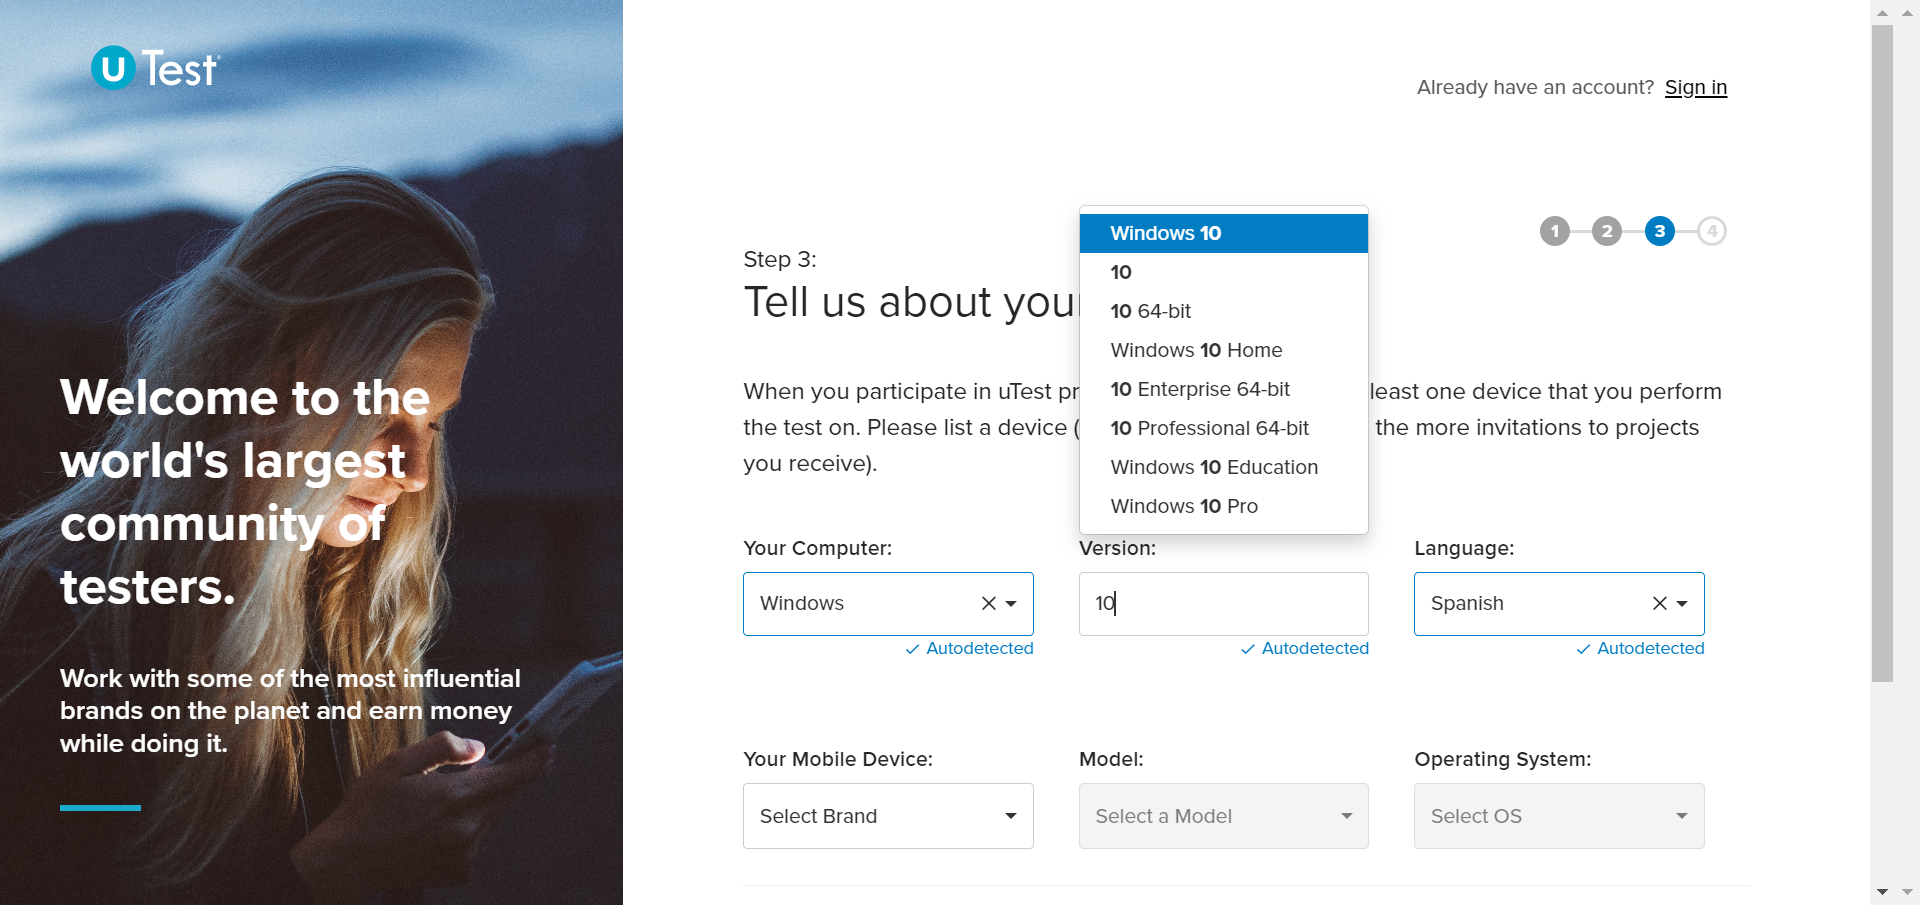 uTest
Welcome to the
world's largest
community of
testers.
Work with some of the most influential
brands on the planet and earn money
while doing it.
Already have an account? Sign in
1 2 3 4
Step 3:
Tell us about your
When you participate in uTest pr least one device that you perform
the test on. Please list a device ( the more invitations to projects
you receive).
Windows 10
10
10 64-bit
Windows 10 Home
10 Enterprise 64-bit
10 Professional 64-bit
Windows 10 Education
Windows 10 Pro
Your Computer: Version: Language:
Windows 10 Spanish
Autodetected Autodetected Autodetected
Your Mobile Device: Model: Operating System:
Select Brand Select a Model Select OS